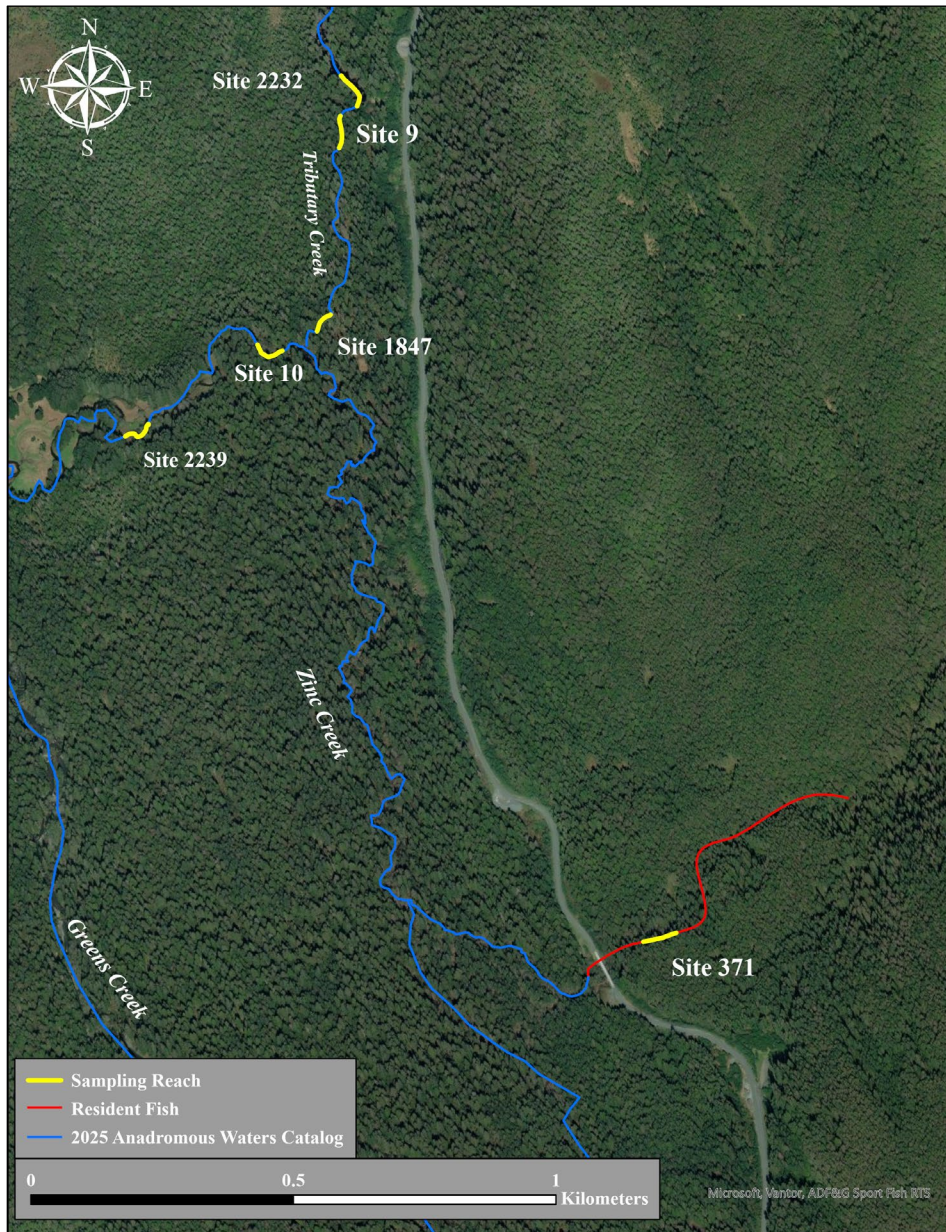 N
W E
S
Site 2232
Site 9
Tributary Creek
Site 1847
Site 10
Site 2239
Zinc Creek
Greens Creek
Site 371
Sampling Reach
Resident Fish
2025 Anadromous Waters Catalog
0 0.5 1
Kilometers
Microsoft, Vantor, ADF&G Sport Fish RTS